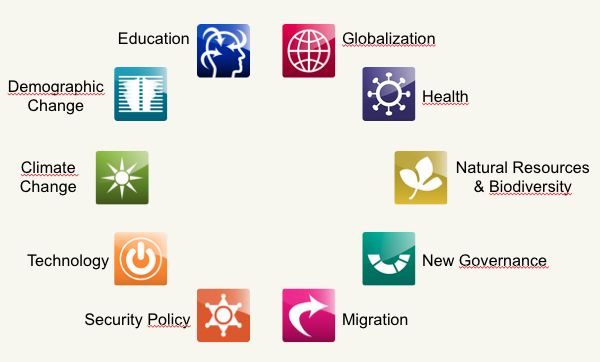 Education
Globalization
Demographic
Change
Health
Climate
Change
Natural Resources
& Biodiversity
Technology
New Governance
Security Policy
Migration